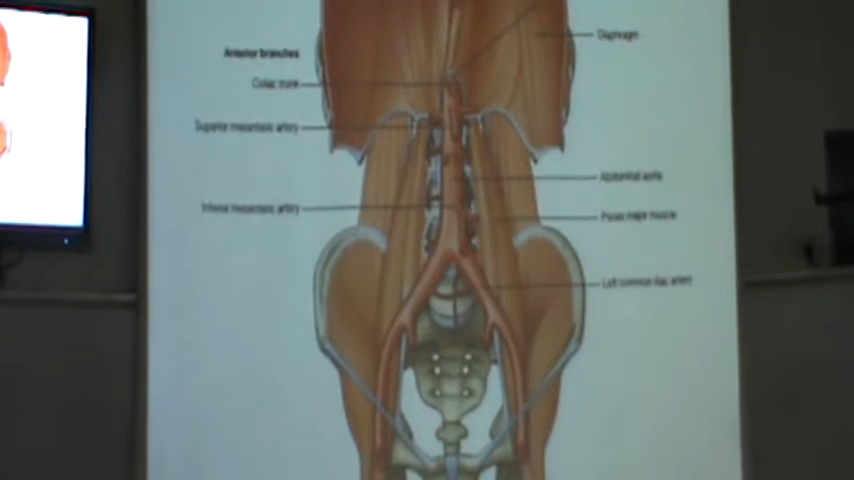 Diaphragm
Anterior branches
Celiac trunk
Superior mesenteric artery
Abdominal aorta
Inferior mesenteric artery
Psoas major muscle
Left common iliac artery